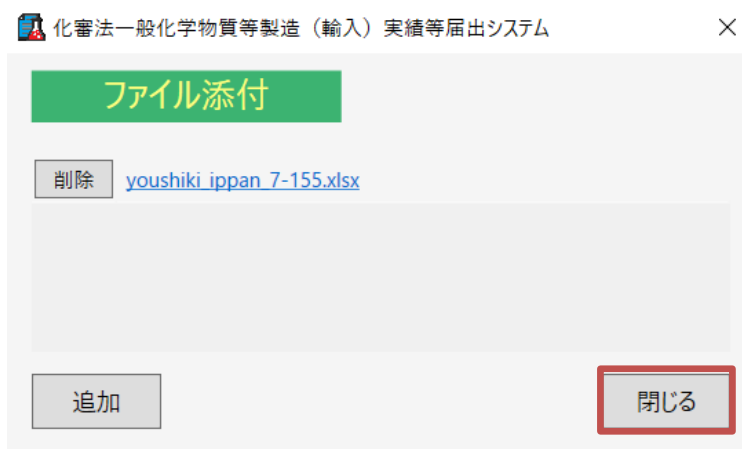 化審法一般化学物質等製造（輸入）実績等届出システム
ファイル添付
削除 youshiki_ippan_7-155.xlsx
追加 閉じる